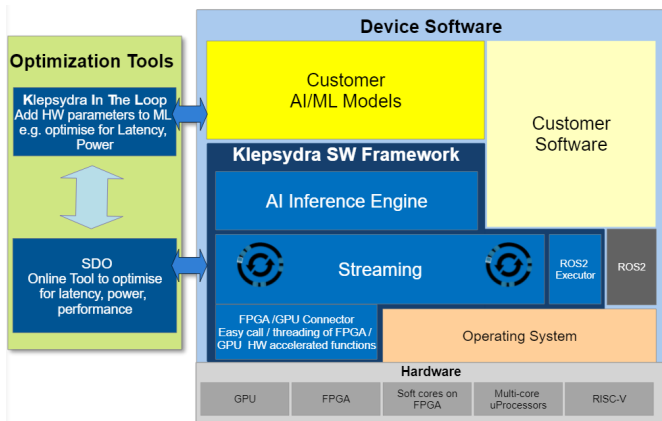 Optimization Tools
Klepsydra In The Loop
Add HW parameters to ML
e.g. optimise for Latency,
Power
SDO
Online Tool to optimise
for latency, power,
performance
Device Software
Customer
AI/ML Models
Customer
Software
Klepsydra SW Framework
AI Inference Engine
Streaming
ROS2
Executor
ROS2
FPGA /GPU Connector
Easy call / threading of FPGA /
GPU HW accelerated functions
Operating System
Hardware
GPU
FPGA
Soft cores on
FPGA
Multi-core
uProcessors
RISC-V